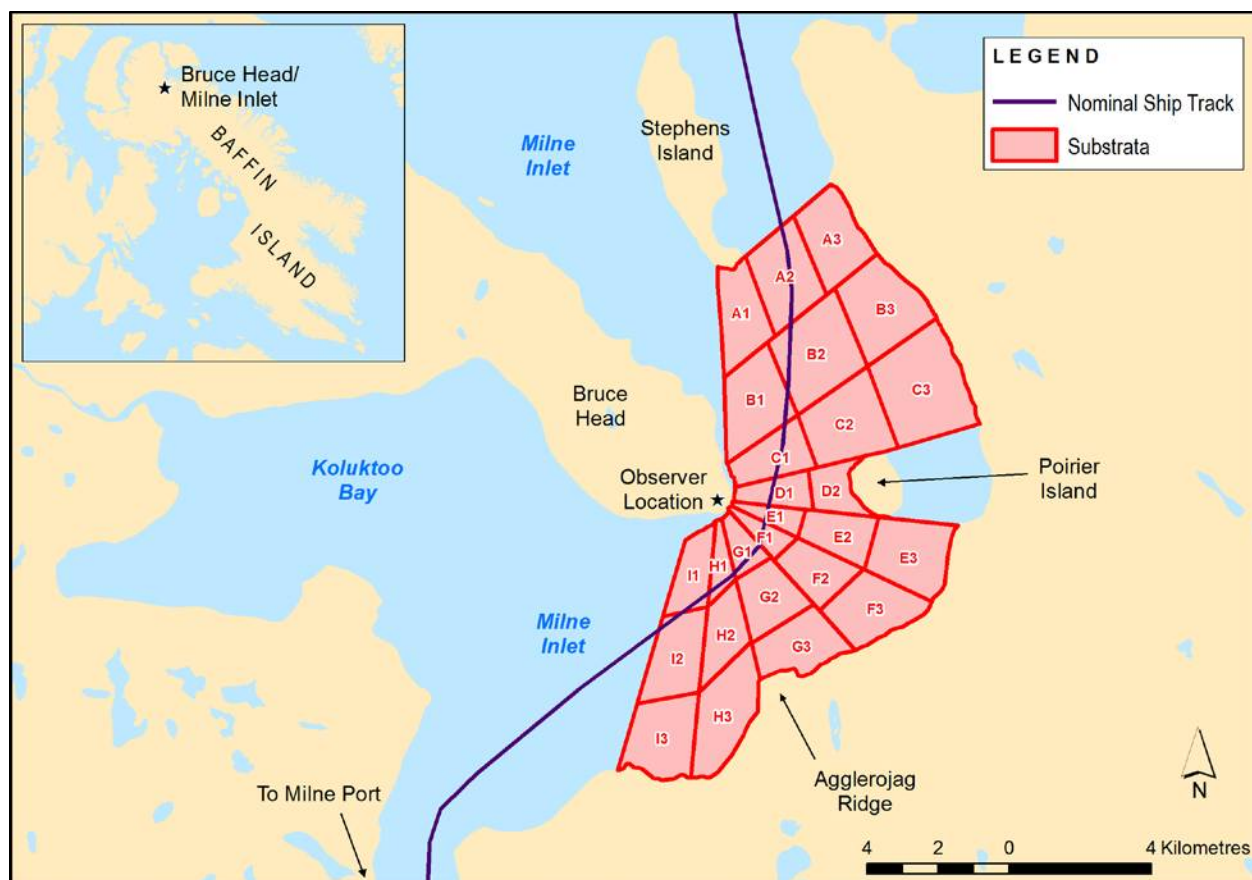 Bruce Head/
Milne Inlet
BAFFIN
ISLAND
LEGEND
Nominal Ship Track
Substrata
Stephens
Island
Milne
Inlet
A3
A2
A1
B3
B2
B1
C3
C2
C1
Bruce
Head
Koluktoo
Bay
Observer
Location
Poirier
Island
D1
D2
E1
E2
E3
F1
F2
F3
G1
G2
G3
H1
H2
H3
I1
I2
I3
Milne
Inlet
Agglerojag
Ridge
To Milne Port
N
4 2 0 4 Kilometres